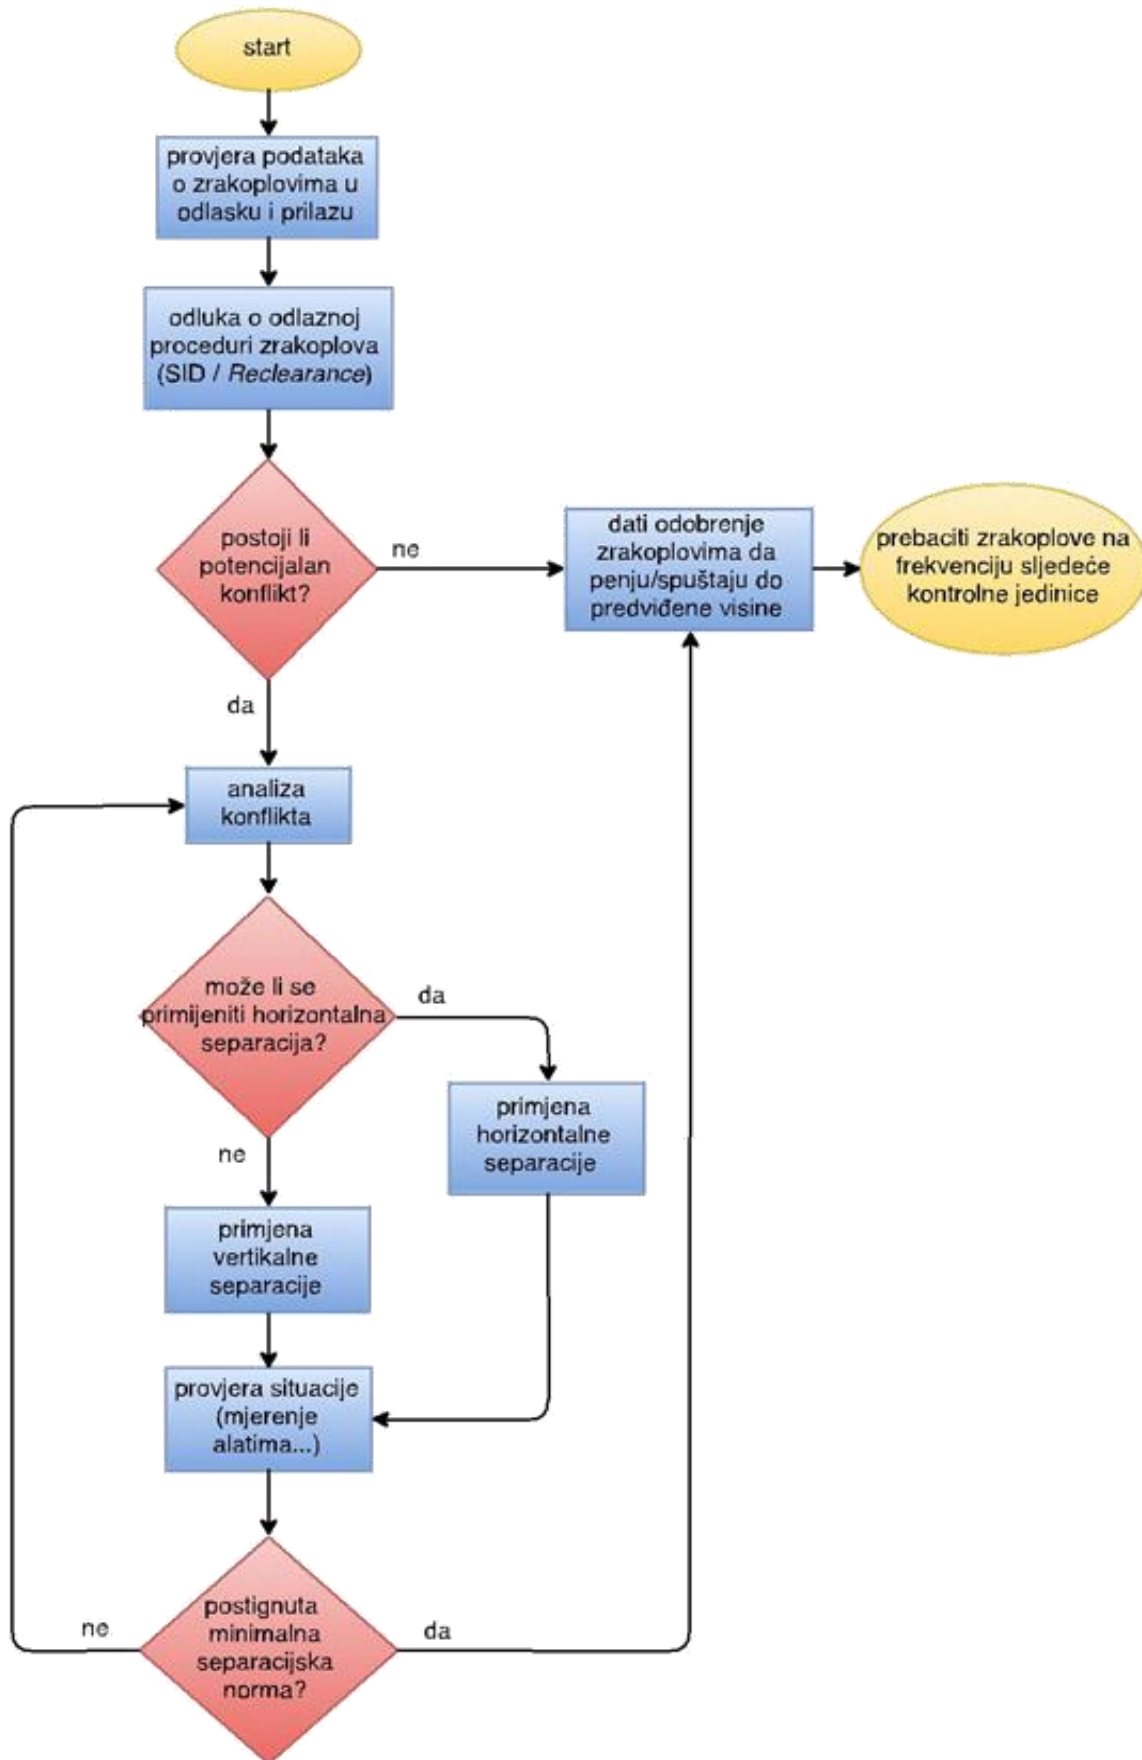 start
provjera podataka
o zrakoplovima u
odlasku i prilazu
odluka o odlaznoj
proceduri zrakoplova
(SID / Reclearance)
postoji li
potencijalan
konflikt?
ne
dati odobrenje
zrakoplovima da
penju/spuštaju do
predviđene visine
prebaciti zrakoplove na
frekvenciju sljedeće
kontrolne jedinice
da
analiza
konflikta
može li se
primijeniti horizontalna
separacija?
da
primjena
horizontalne
separacije
ne
primjena
vertikalne
separacije
provjera situacije
(mjerenje
alatima...)
postignuta
minimalna
separacijska
norma?
ne
da